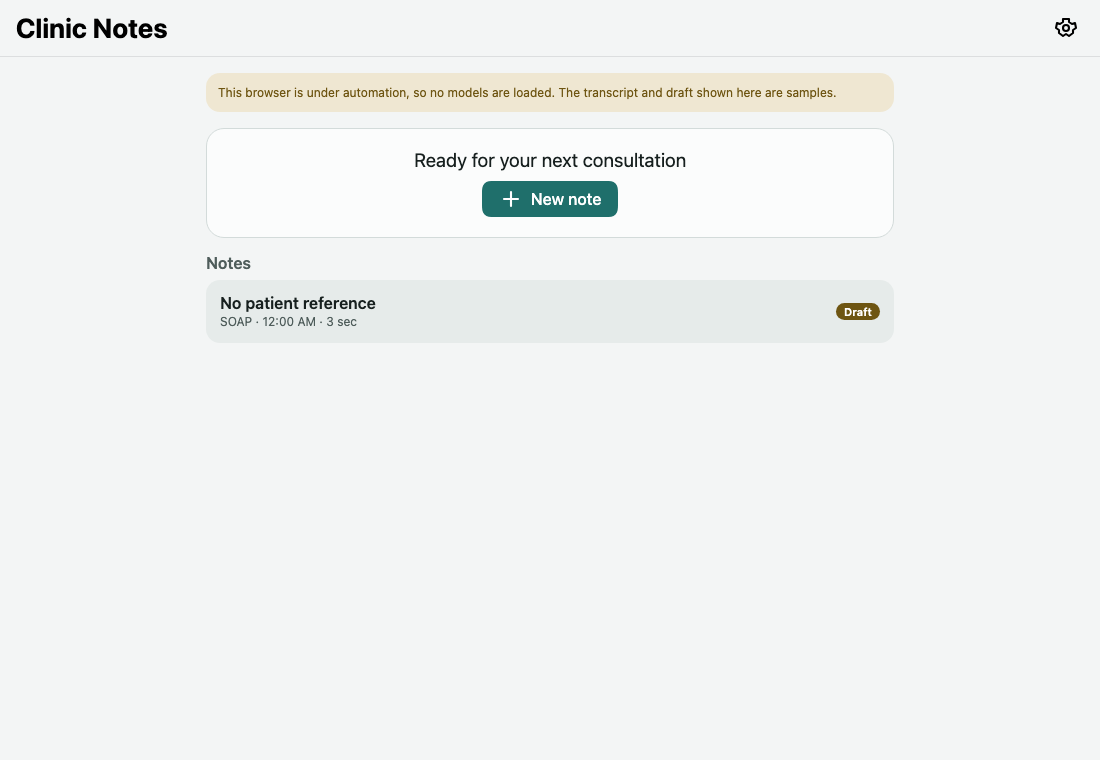 Clinic Notes
This browser is under automation, so no models are loaded. The transcript and draft shown here are samples.
Ready for your next consultation
New note
Notes
No patient reference
SOAP · 12:00 AM · 3 sec
Draft